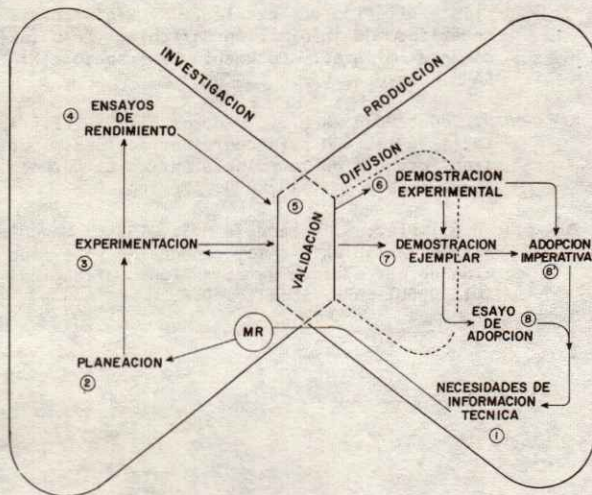 INVESTIGACION
PRODUCCION
④ ENSAYOS
DE
RENDIMIENTO
DIFUSION
⑤
VALIDACION
⑥ DEMOSTRACION
EXPERIMENTAL
EXPERIMENTACION
③
⑦ DEMOSTRACION
EJEMPLAR
ADOPCION
IMPERATIVA
⑥'
ESAYO ⑧
DE
ADOPCION
MR
PLANEACION
②
NECESIDADES DE
INFORMACION
TECNICA
①